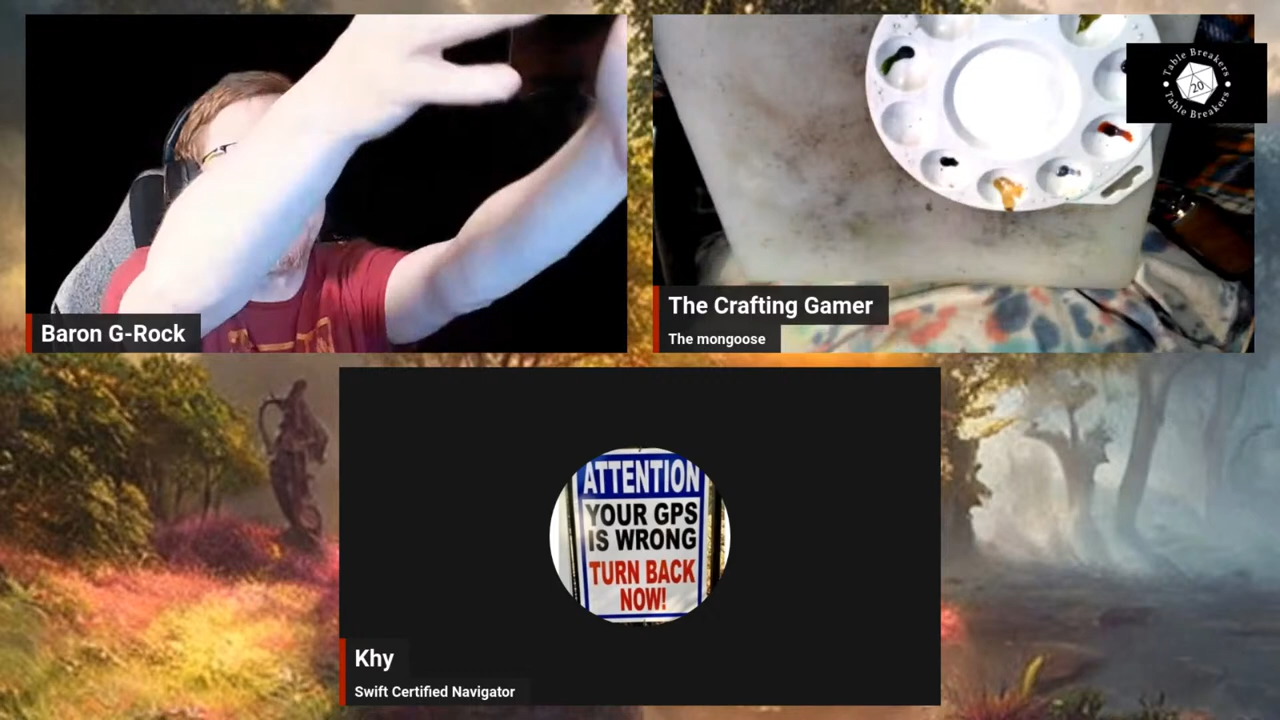 Baron G-Rock
The Crafting Gamer
The mongoose
Table Breakers
20
Table Breakers
ATTENTION
YOUR GPS
IS WRONG
TURN BACK
NOW!
Khy
Swift Certified Navigator